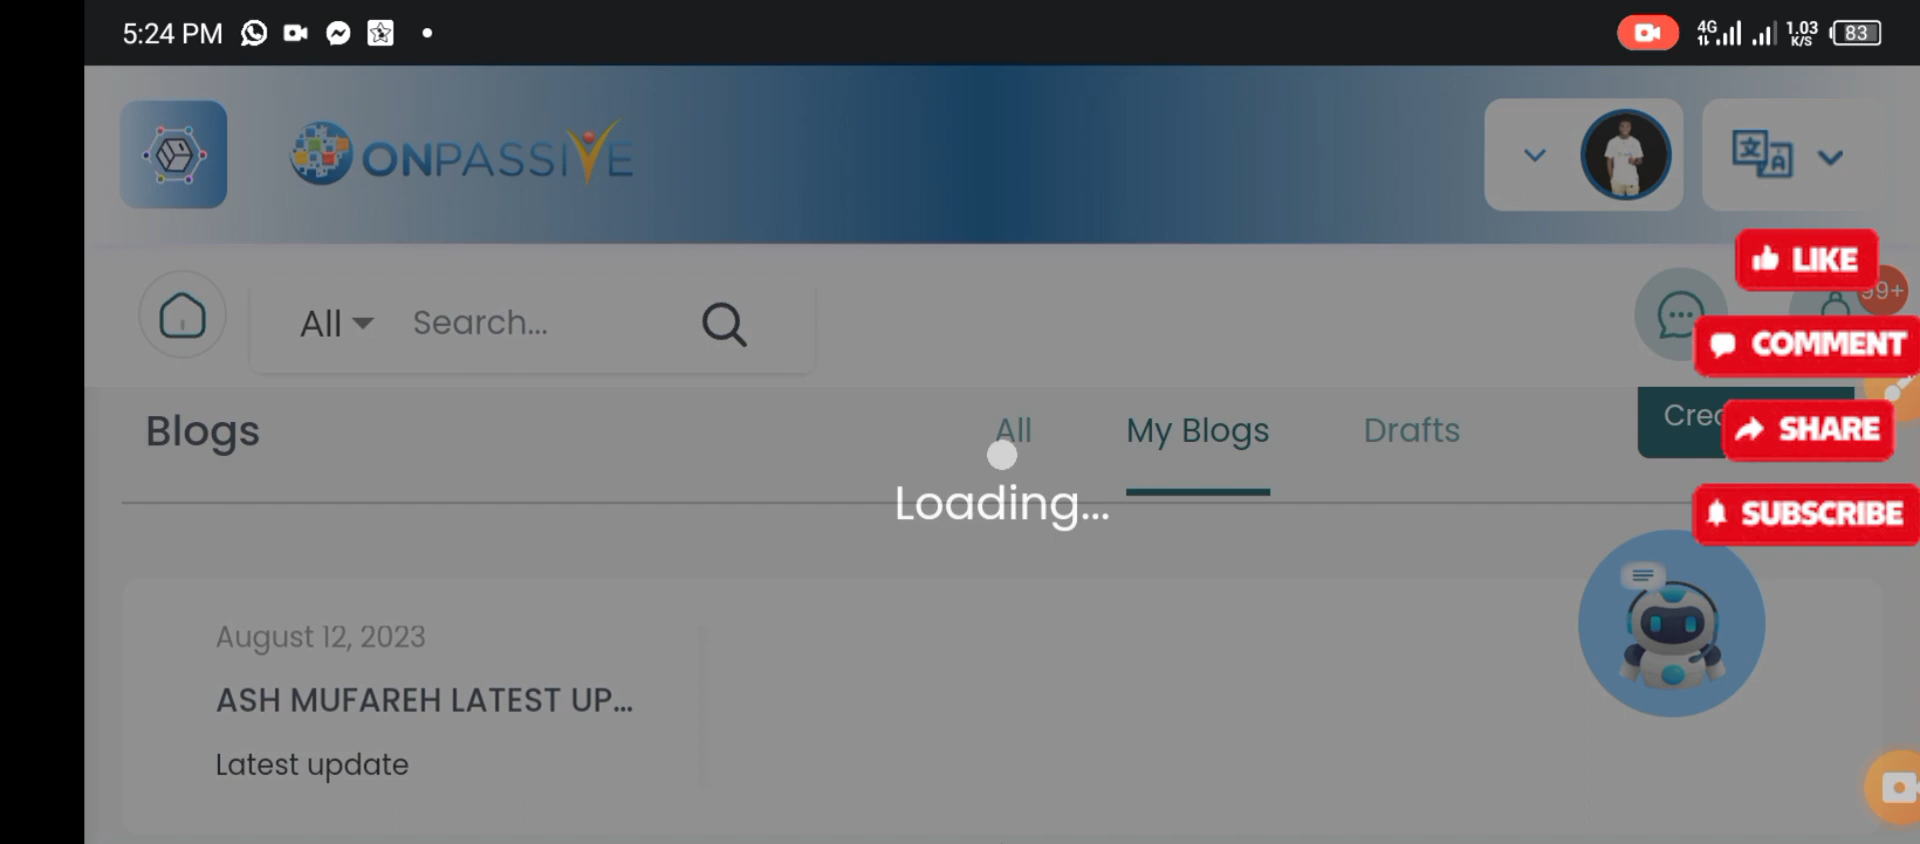 5:24 PM
4G 1.03 K/S 83
ONPASSIVE
LIKE
99+
All Search...
COMMENT
Blogs All My Blogs Drafts
SHARE
Loading...
SUBSCRIBE
August 12, 2023
ASH MUFAREH LATEST UP...
Latest update